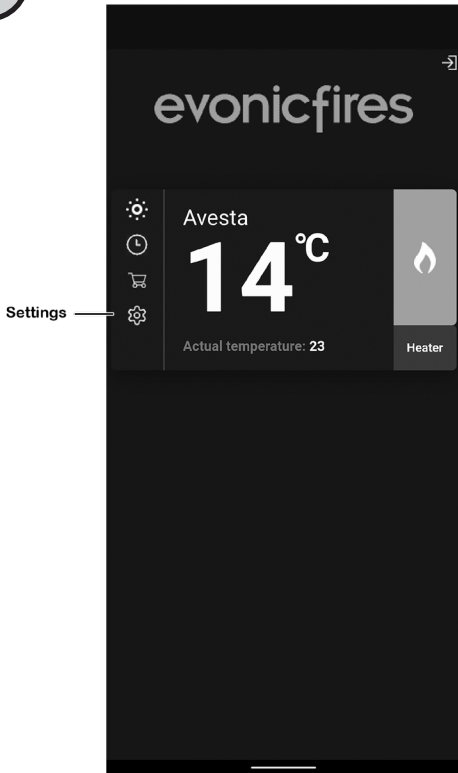 evonicfires
Avesta
14°C
Settings
Actual temperature: 23
Heater